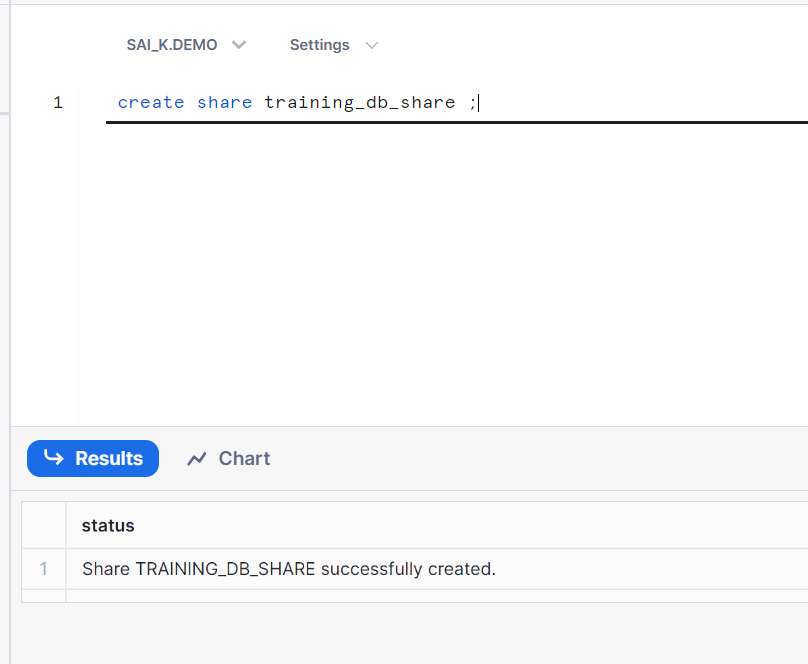 SAI_K.DEMO Settings
1 create share training_db_share ;
Results Chart
status
1 Share TRAINING_DB_SHARE successfully created.